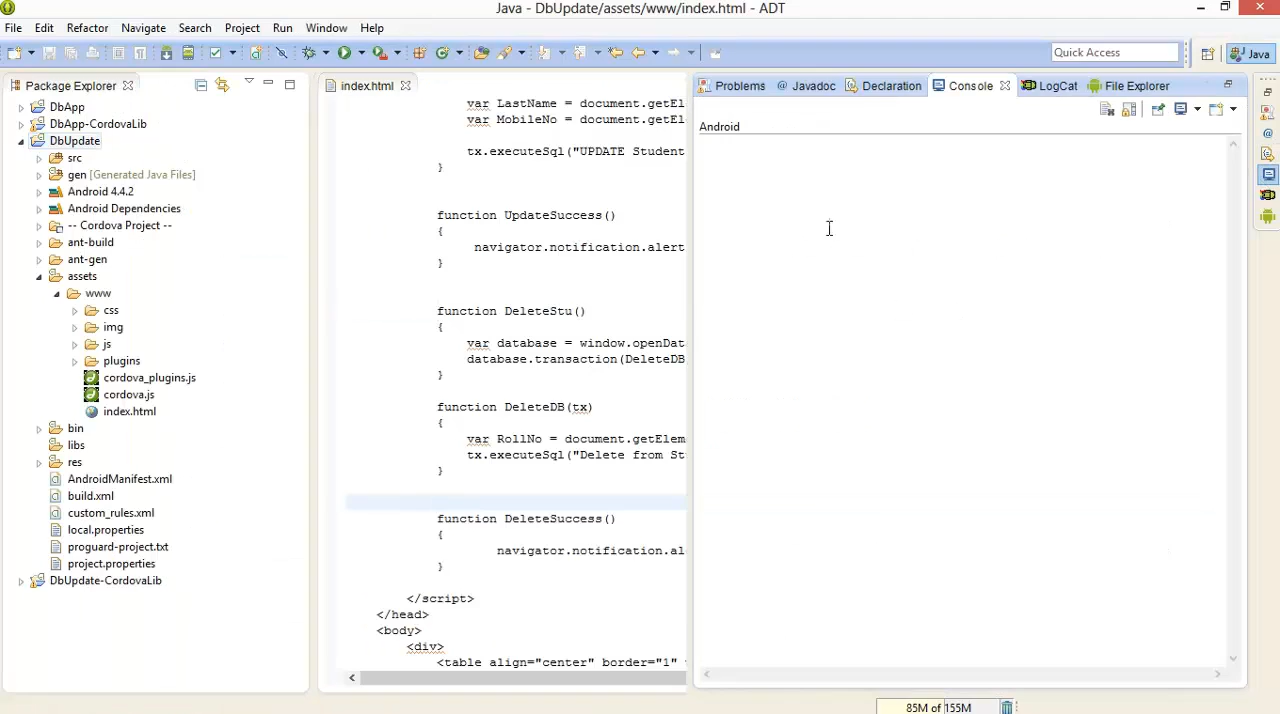 Java - DbUpdate/assets/www/index.html - ADT
File Edit Refactor Navigate Search Project Run Window Help
Quick Access
Java
Package Explorer
DbApp
DbApp-CordovaLib
DbUpdate
src
gen [Generated Java Files]
Android 4.4.2
Android Dependencies
-- Cordova Project --
ant-build
ant-gen
assets
www
css
img
js
plugins
cordova_plugins.js
cordova.js
index.html
bin
libs
res
AndroidManifest.xml
build.xml
custom_rules.xml
local.properties
proguard-project.txt
project.properties
DbUpdate-CordovaLib
index.html
var LastName = document.getEl
var MobileNo = document.getEl
tx.executeSql("UPDATE Student
}
function UpdateSuccess()
{
navigator.notification.alert
}
function DeleteStu()
{
var database = window.openDat
database.transaction(DeleteDB
}
function DeleteDB(tx)
{
var RollNo = document.getElem
tx.executeSql("Delete from St
}
function DeleteSuccess()
{
navigator.notification.al
}
</script>
</head>
<body>
<div>
<table align="center" border="1"
Problems @ Javadoc Declaration Console LogCat File Explorer
Android
85M of 155M